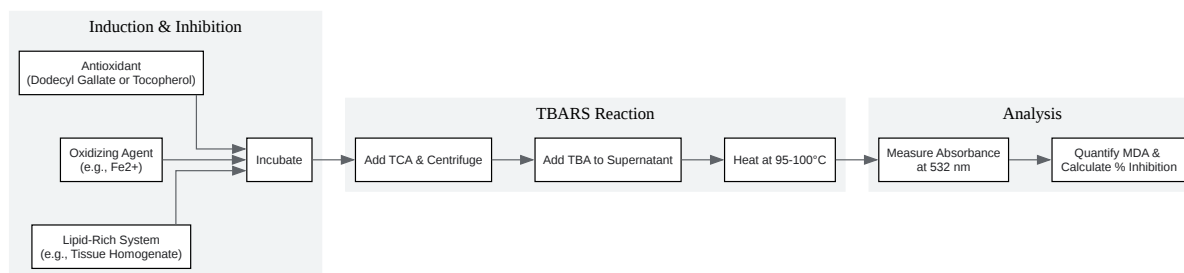 Induction & Inhibition
Antioxidant
(Dodecyl Gallate or Tocopherol)
Oxidizing Agent
(e.g., Fe2+)
Lipid-Rich System
(e.g., Tissue Homogenate)
Incubate
TBARS Reaction
Add TCA & Centrifuge
Add TBA to Supernatant
Heat at 95-100°C
Analysis
Measure Absorbance
at 532 nm
Quantify MDA &
Calculate % Inhibition